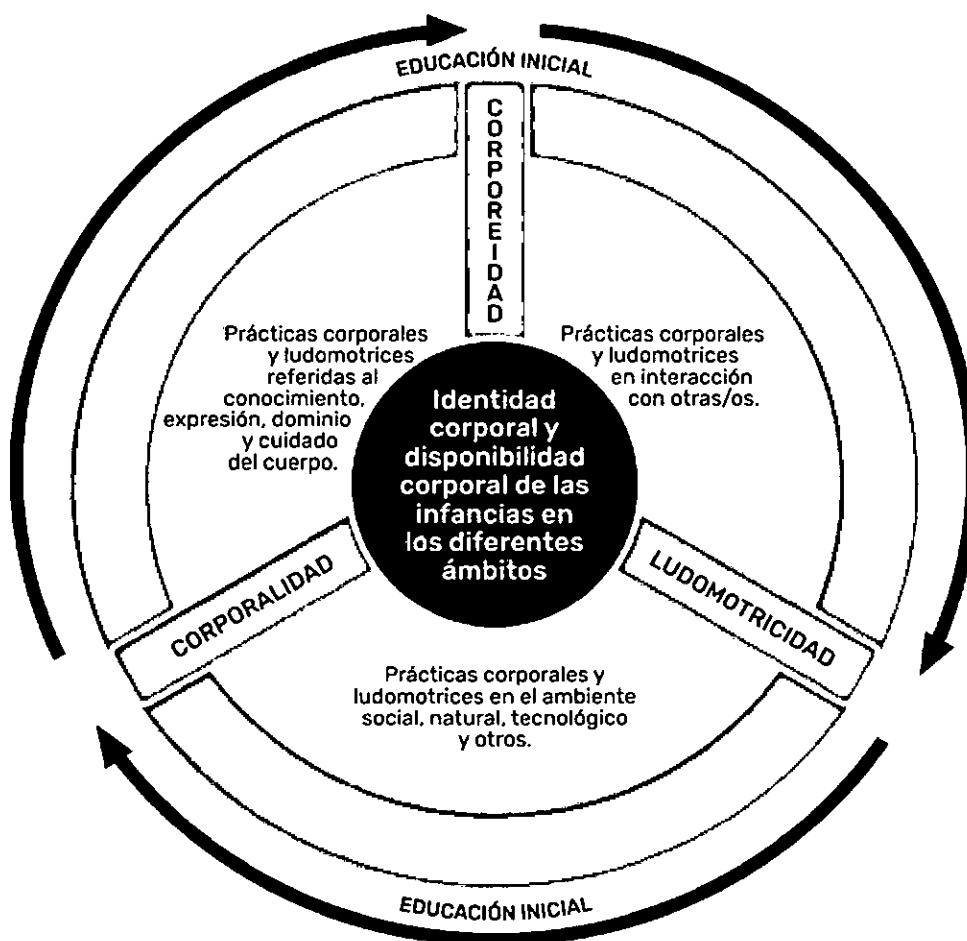 EDUCACIÓN INICIAL
CORPOREIDAD
Prácticas corporales
y ludomotrices
referidas al
conocimiento,
expresión, dominio
y cuidado
del cuerpo.
Prácticas corporales
y ludomotrices
en interacción
con otras/os.
Identidad
corporal y
disponibilidad
corporal de las
infancias en
los diferentes
ámbitos
CORPORALIDAD
LUDOMOTRICIDAD
Prácticas corporales y
ludomotrices en el ambiente
social, natural, tecnológico
y otros.
EDUCACIÓN INICIAL